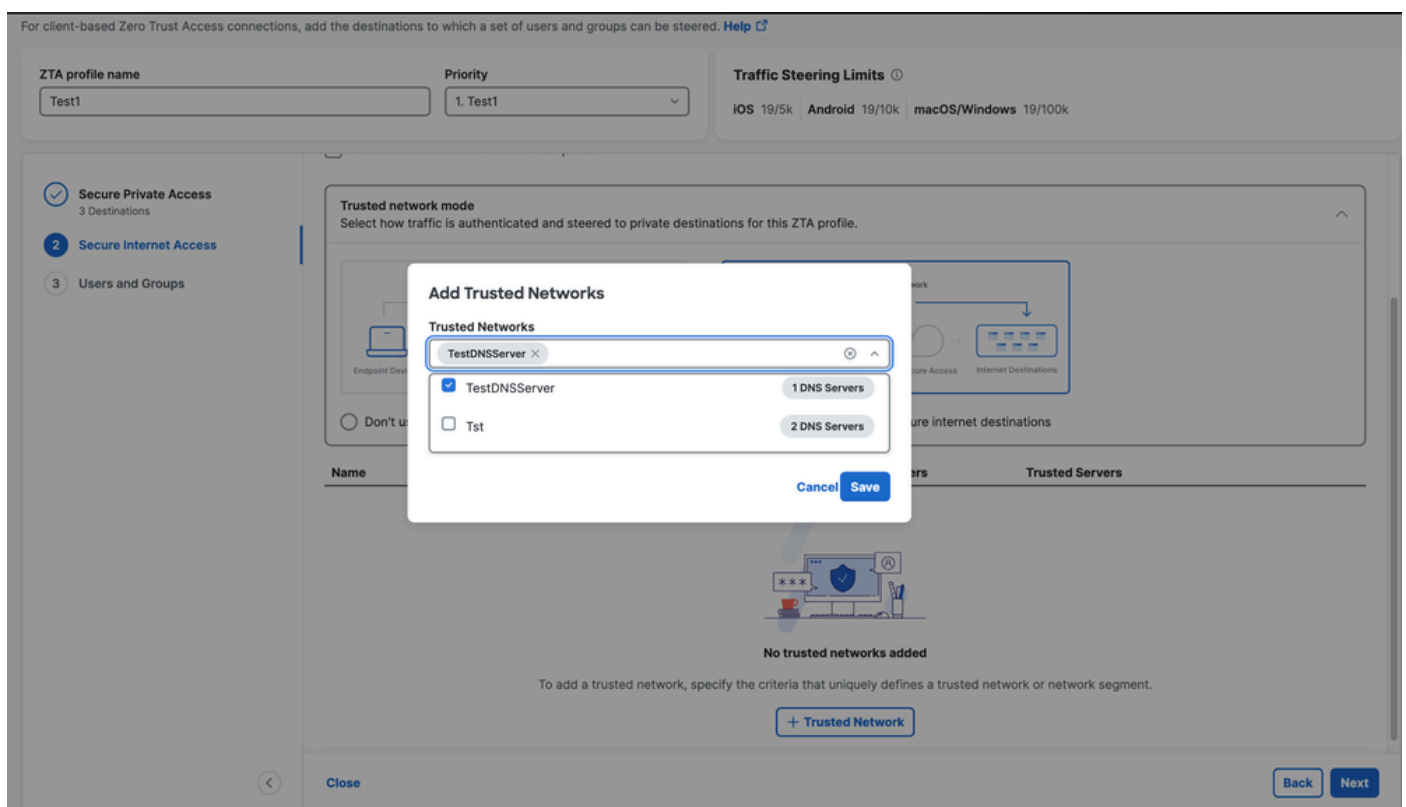 For client-based Zero Trust Access connections, add the destinations to which a set of users and groups can be steered. Help
ZTA profile name
Priority
Traffic Steering Limits
Test1
1. Test1
iOS 19/5k Android 19/10k macOS/Windows 19/100k
Secure Private Access
3 Destinations
2 Secure Internet Access
3 Users and Groups
Trusted network mode
Select how traffic is authenticated and steered to private destinations for this ZTA profile.
Add Trusted Networks
Trusted Networks
TestDNSServer
TestDNSServer
1 DNS Servers
Tst
2 DNS Servers
Cancel
Save
Endpoint
Access
Internet Destinations
Don't
internet destinations
Name
Trusted Servers
***
No trusted networks added
To add a trusted network, specify the criteria that uniquely defines a trusted network or network segment.
+ Trusted Network
Close
Back
Next